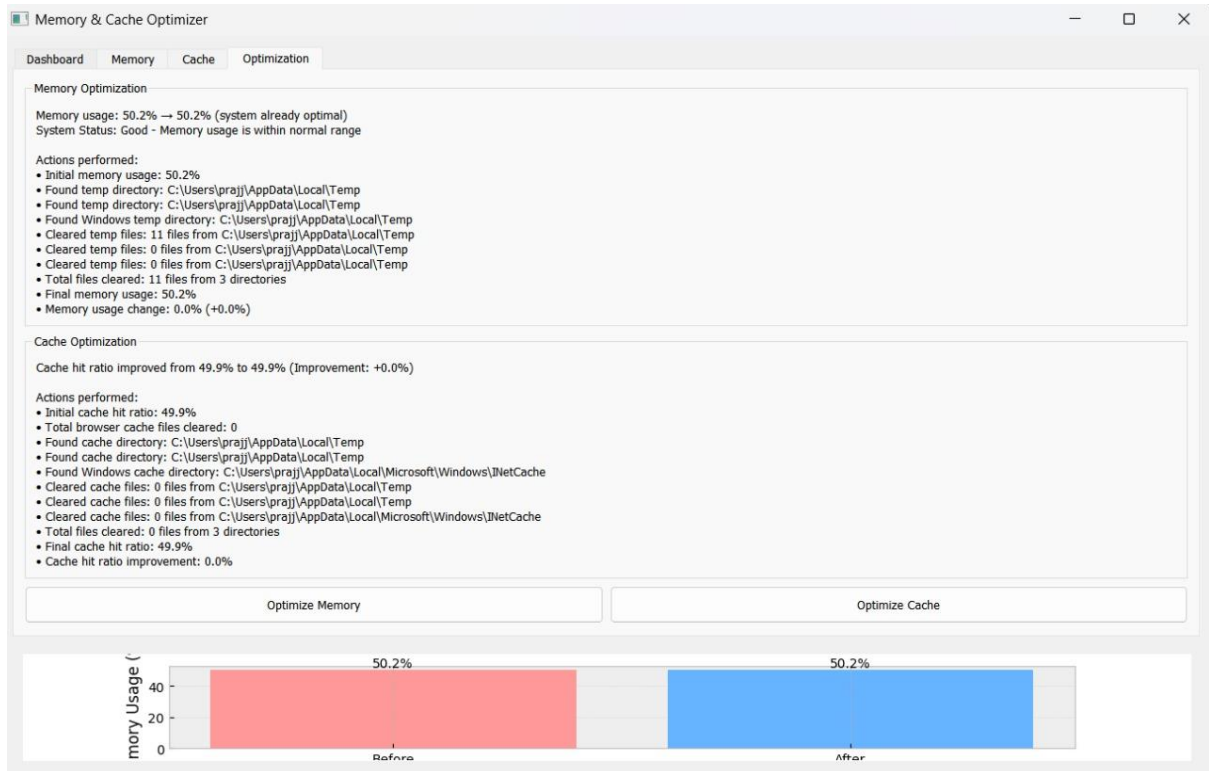 Memory & Cache Optimizer
Dashboard Memory Cache Optimization
Memory Optimization
Memory usage: 50.2% → 50.2% (system already optimal)
System Status: Good - Memory usage is within normal range
Actions performed:
• Initial memory usage: 50.2%
• Found temp directory: C:\Users\prajj\AppData\Local\Temp
• Found temp directory: C:\Users\prajj\AppData\Local\Temp
• Found Windows temp directory: C:\Users\prajj\AppData\Local\Temp
• Cleared temp files: 11 files from C:\Users\prajj\AppData\Local\Temp
• Cleared temp files: 0 files from C:\Users\prajj\AppData\Local\Temp
• Cleared temp files: 0 files from C:\Users\prajj\AppData\Local\Temp
• Total files cleared: 11 files from 3 directories
• Final memory usage: 50.2%
• Memory usage change: 0.0% (+0.0%)
Cache Optimization
Cache hit ratio improved from 49.9% to 49.9% (Improvement: +0.0%)
Actions performed:
• Initial cache hit ratio: 49.9%
• Total browser cache files cleared: 0
• Found cache directory: C:\Users\prajj\AppData\Local\Temp
• Found cache directory: C:\Users\prajj\AppData\Local\Temp
• Found Windows cache directory: C:\Users\prajj\AppData\Local\Microsoft\Windows\INetCache
• Cleared cache files: 0 files from C:\Users\prajj\AppData\Local\Temp
• Cleared cache files: 0 files from C:\Users\prajj\AppData\Local\Temp
• Cleared cache files: 0 files from C:\Users\prajj\AppData\Local\Microsoft\Windows\INetCache
• Total files cleared: 0 files from 3 directories
• Final cache hit ratio: 49.9%
• Cache hit ratio improvement: 0.0%
Optimize Memory Optimize Cache
50.2% 50.2%
mory Usage (
40
20
0
Before After